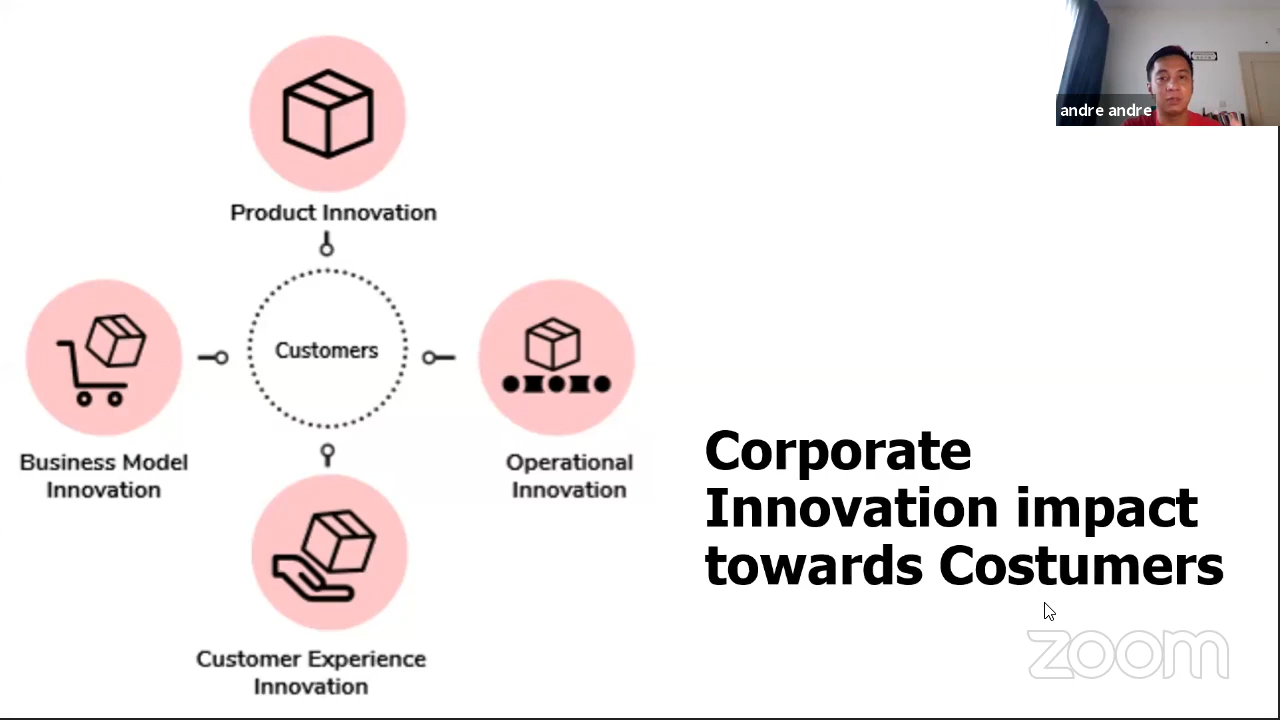 andre andre
Product Innovation
Customers
Business Model
Innovation
Operational
Innovation
Customer Experience
Innovation
Corporate
Innovation impact
towards Costumers
zoom